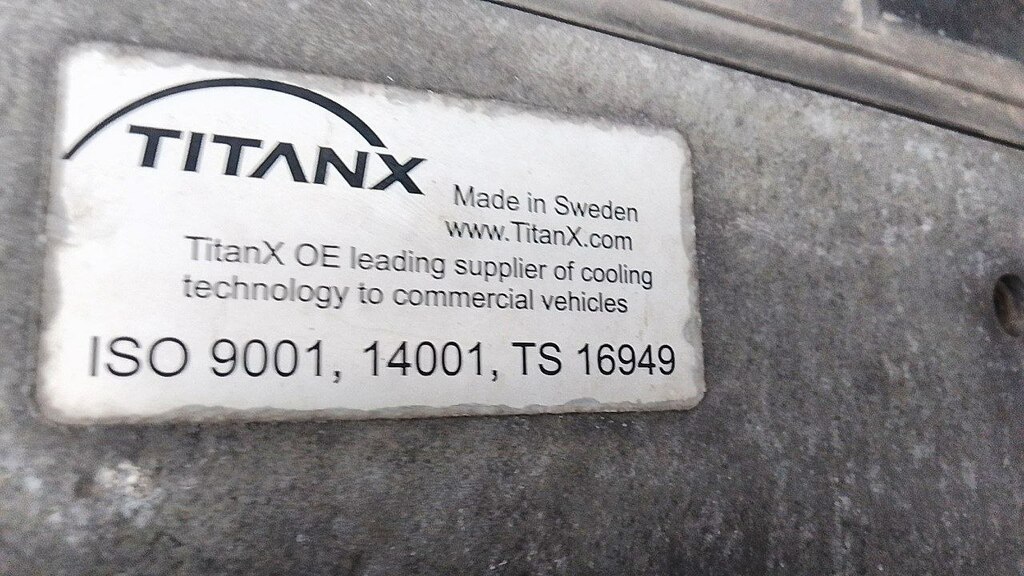 TITANX
Made in Sweden
www.TitanX.com
TitanX OE leading supplier of cooling
technology to commercial vehicles
ISO 9001, 14001, TS 16949